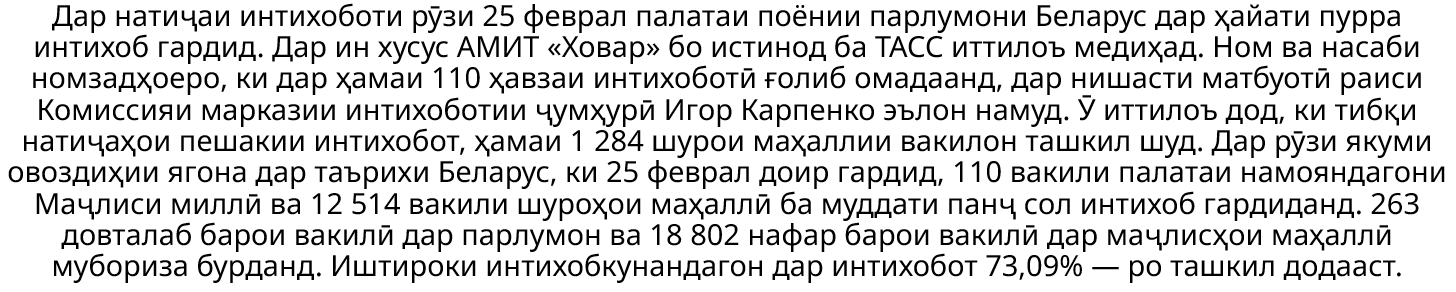 Дар натиҷаи интихоботи рӯзи 25 феврал палатаи поёнии парлумони Беларус дар ҳайати пурра
интихоб гардид. Дар ин хусус АМИТ «Ховар» бо истинод ба ТАСС иттилоъ медиҳад. Ном ва насаби
номзадҳоеро, ки дар ҳамаи 110 ҳавзаи интихоботӣ ғолиб омадаанд, дар нишасти матбуотӣ раиси
Комиссияи марказии интихоботии ҷумҳурӣ Игор Карпенко эълон намуд. Ӯ иттилоъ дод, ки тибқи
натиҷаҳои пешакии интихобот, ҳамаи 1 284 шурои маҳаллии вакилон ташкил шуд. Дар рӯзи якуми
овоздиҳии ягона дар таърихи Беларус, ки 25 феврал доир гардид, 110 вакили палатаи намояндагони
Маҷлиси миллӣ ва 12 514 вакили шуроҳои маҳаллӣ ба муддати панҷ сол интихоб гардиданд. 263
довталаб барои вакилӣ дар парлумон ва 18 802 нафар барои вакилӣ дар маҷлисҳои маҳаллӣ
мубориза бурданд. Иштироки интихобкунандагон дар интихобот 73,09% — ро ташкил додааст.